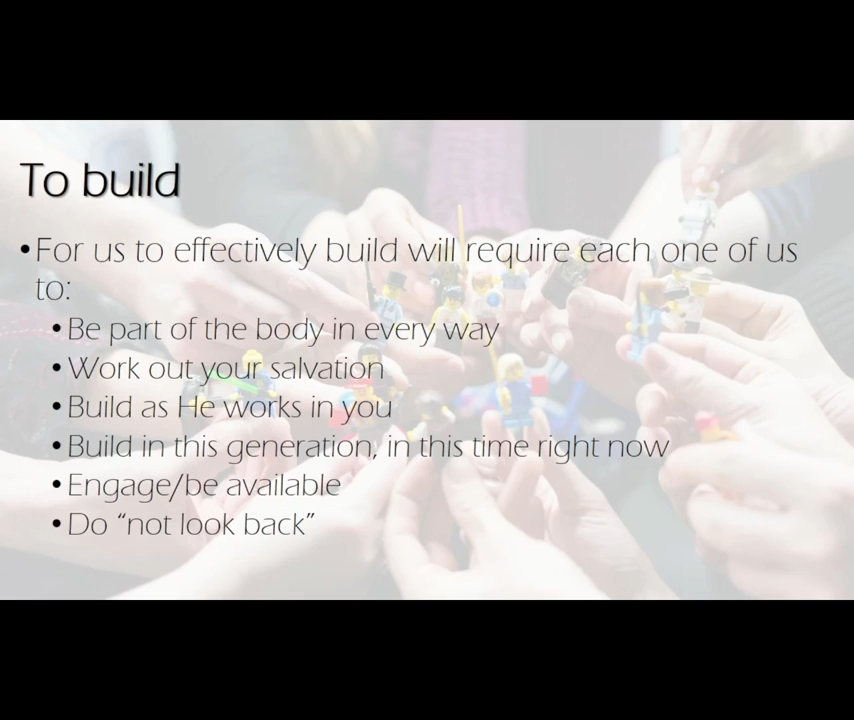 To build
• For us to effectively build will require each one of us
to:
• Be part of the body in every way
• Work out your salvation
• Build as He works in you
• Build in this generation, in this time right now
• Engage/be available
• Do “not look back”